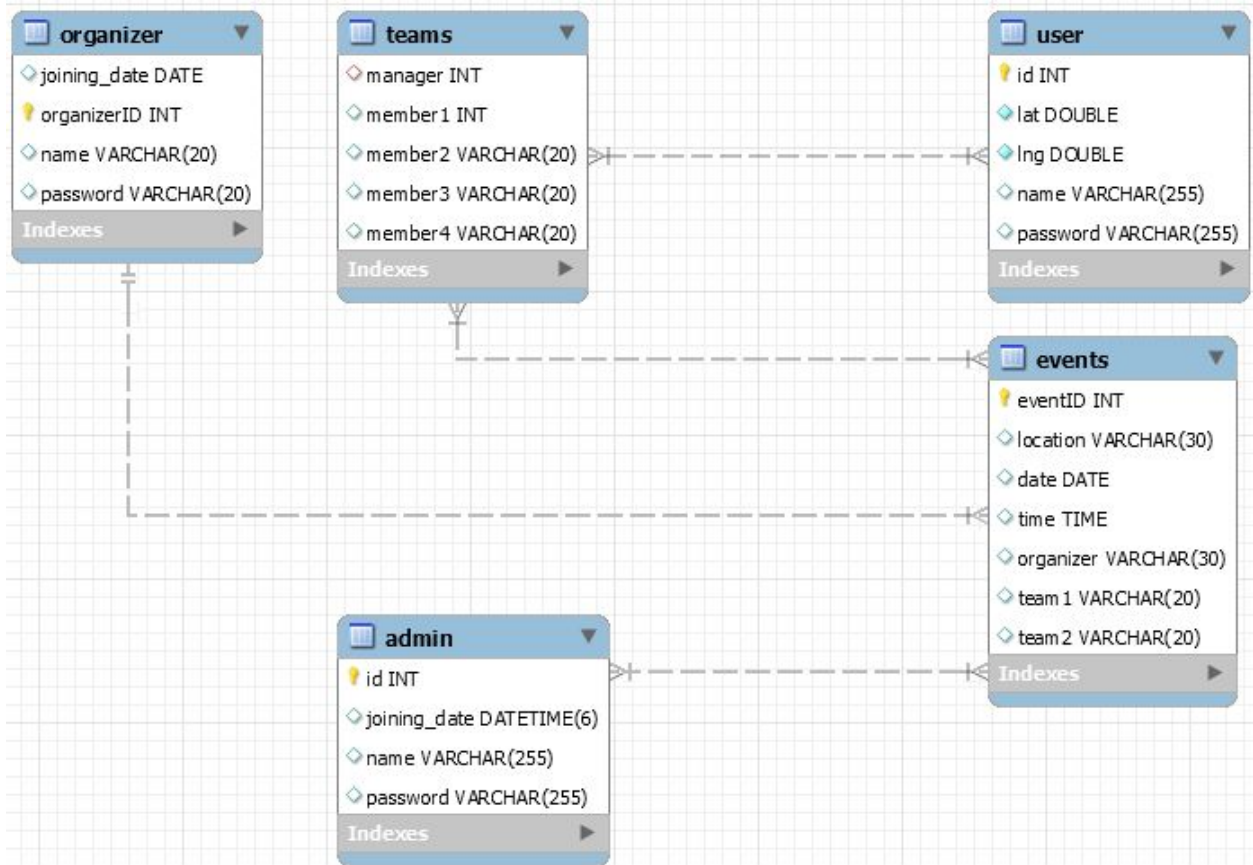 organizer
joining_date DATE
organizerID INT
name VARCHAR(20)
password VARCHAR(20)
Indexes
teams
manager INT
member1 INT
member2 VARCHAR(20)
member3 VARCHAR(20)
member4 VARCHAR(20)
Indexes
user
id INT
lat DOUBLE
lng DOUBLE
name VARCHAR(255)
password VARCHAR(255)
Indexes
events
eventID INT
location VARCHAR(30)
date DATE
time TIME
organizer VARCHAR(30)
team1 VARCHAR(20)
team2 VARCHAR(20)
Indexes
admin
id INT
joining_date DATETIME(6)
name VARCHAR(255)
password VARCHAR(255)
Indexes